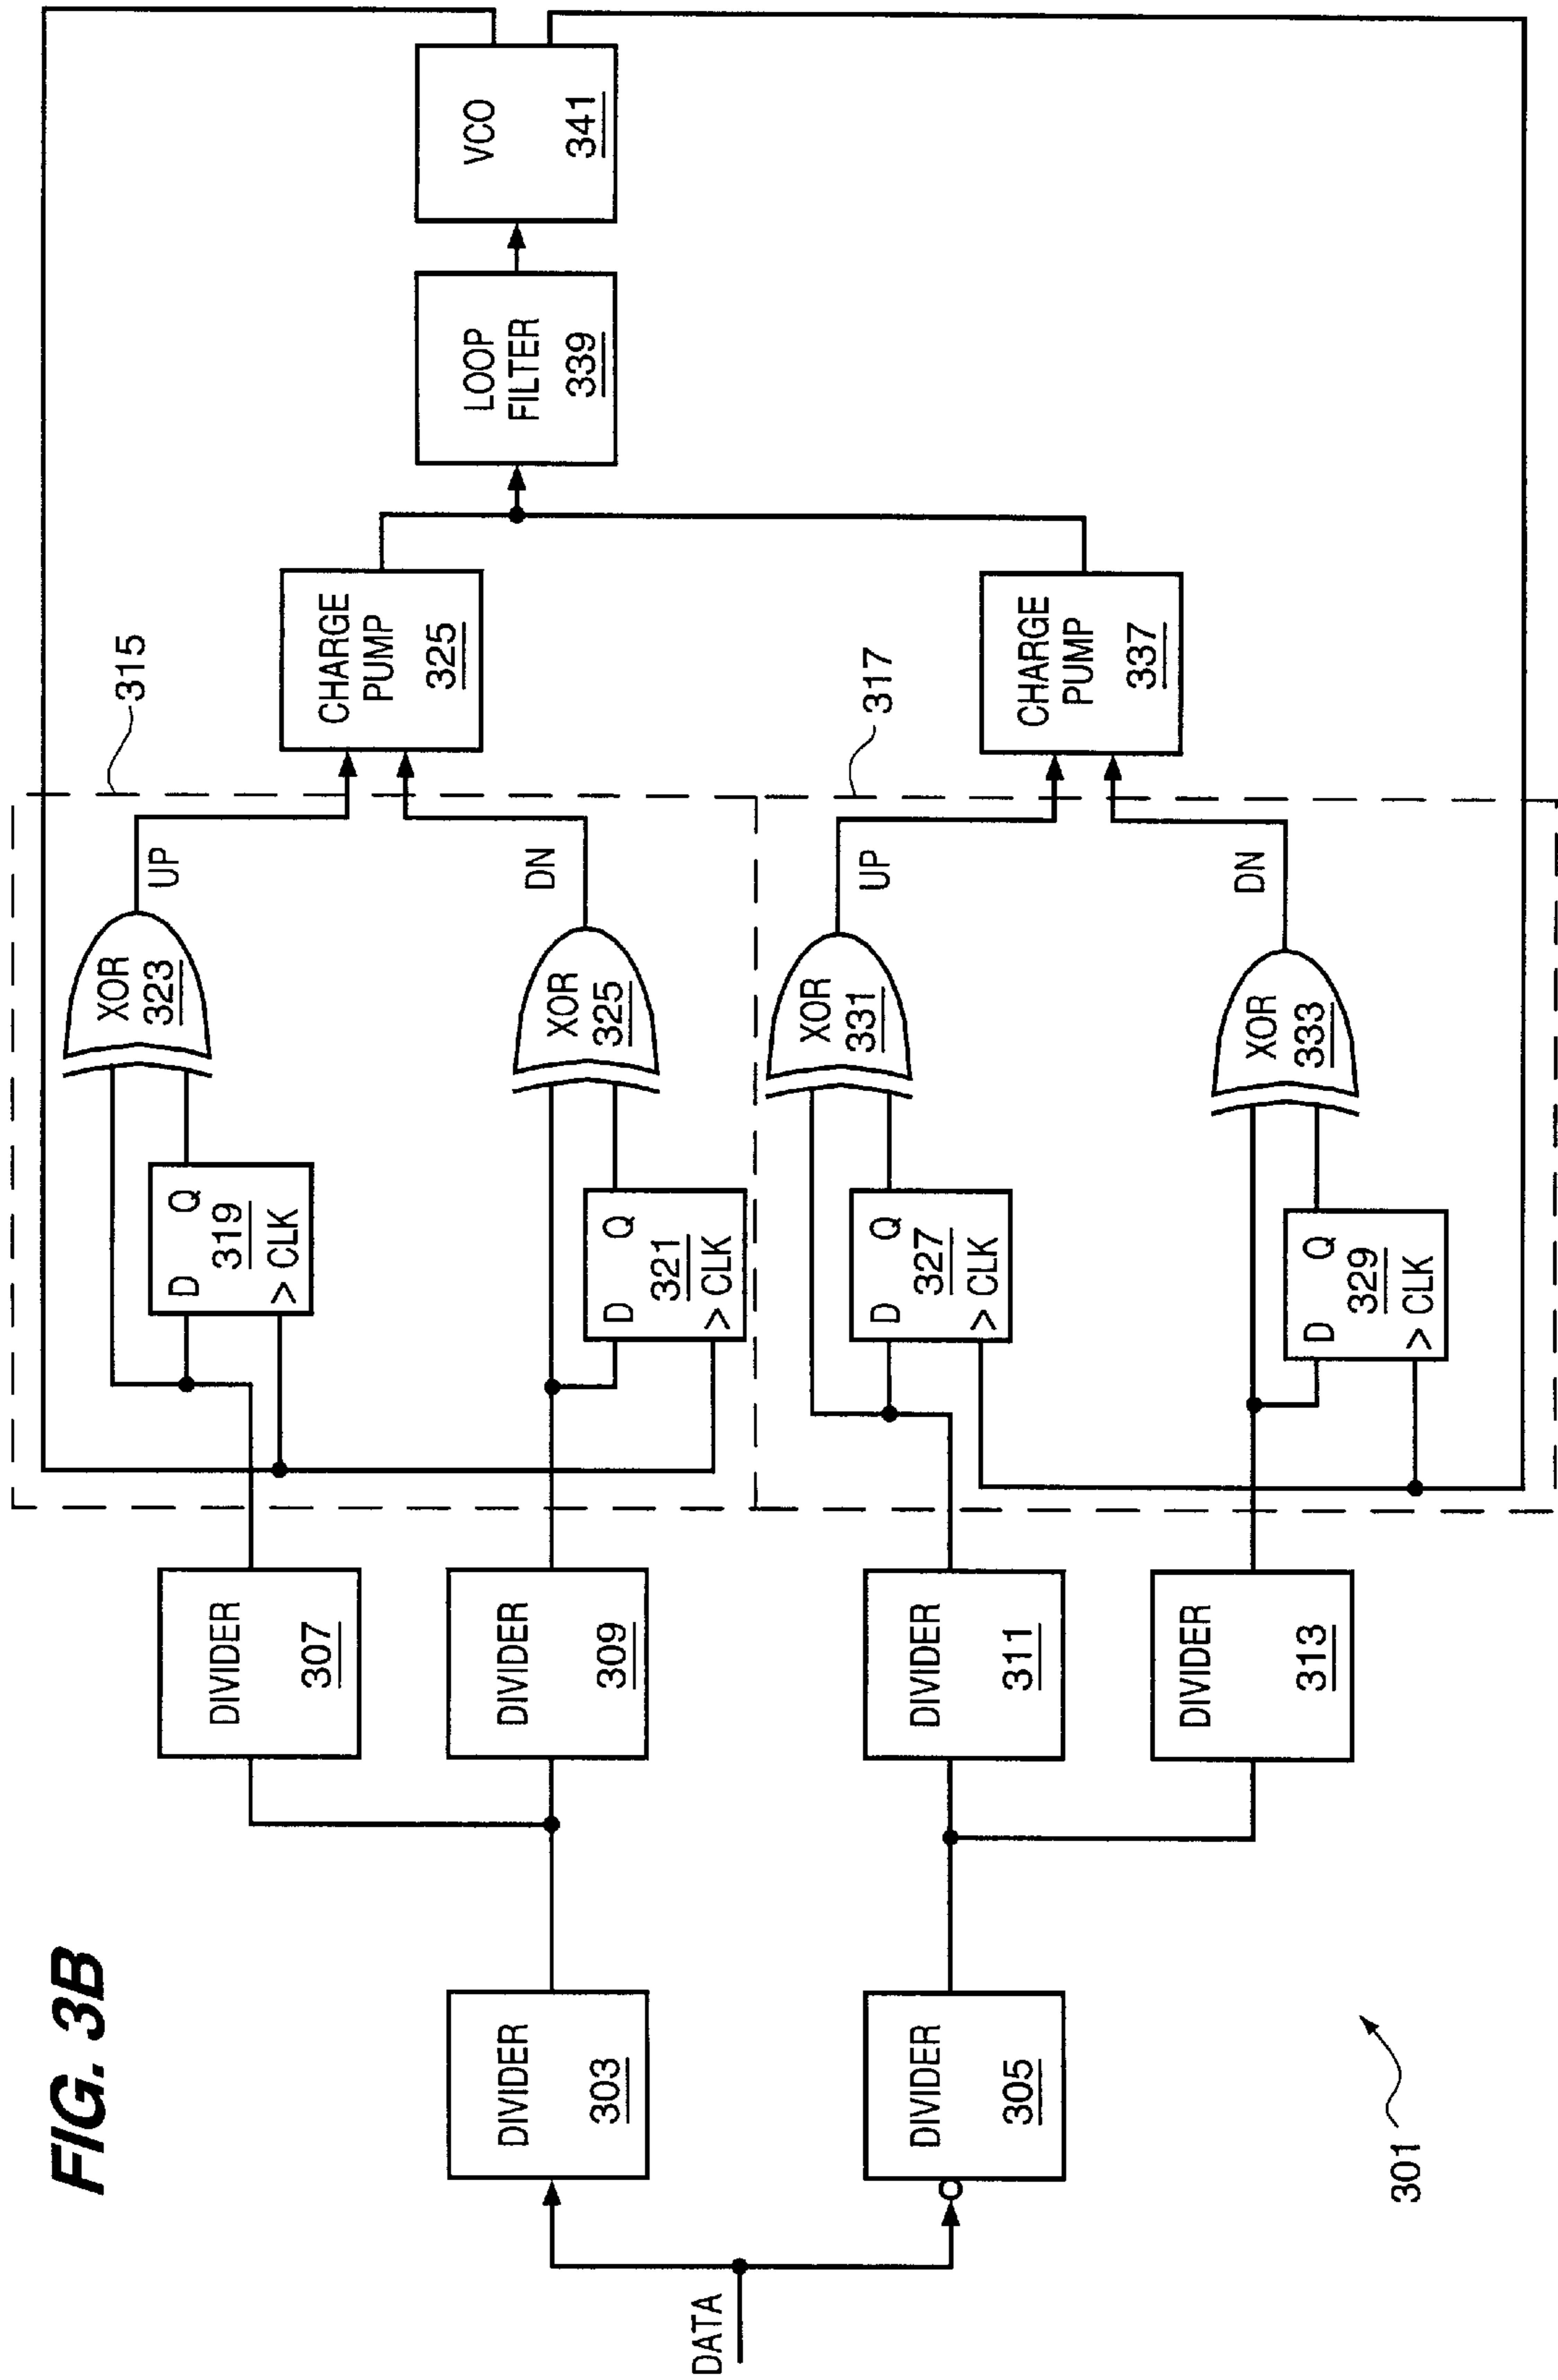 FIG. 3B
DATA
DIVIDER
303
DIVIDER
305
301
DIVIDER
307
DIVIDER
309
DIVIDER
311
DIVIDER
313
315
D Q
319
>CLK
XOR
323
UP
D Q
321
>CLK
XOR
325
DN
317
D Q
327
>CLK
XOR
331
UP
D Q
329
>CLK
XOR
333
DN
CHARGE
PUMP
325
CHARGE
PUMP
337
LOOP
FILTER
339
VCO
341